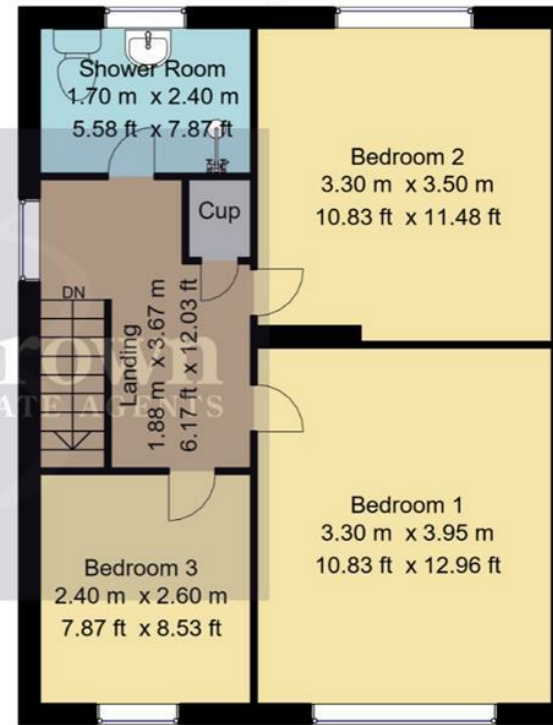 Shower Room
1.70 m x 2.40 m
5.58 ft x 7.87 ft
Bedroom 2
3.30 m x 3.50 m
10.83 ft x 11.48 ft
Cup
DN
Landing
1.88 m x 3.67 m
6.17 ft x 12.03 ft
Bedroom 1
3.30 m x 3.95 m
10.83 ft x 12.96 ft
Bedroom 3
2.40 m x 2.60 m
7.87 ft x 8.53 ft
rown
ATE AGENTS